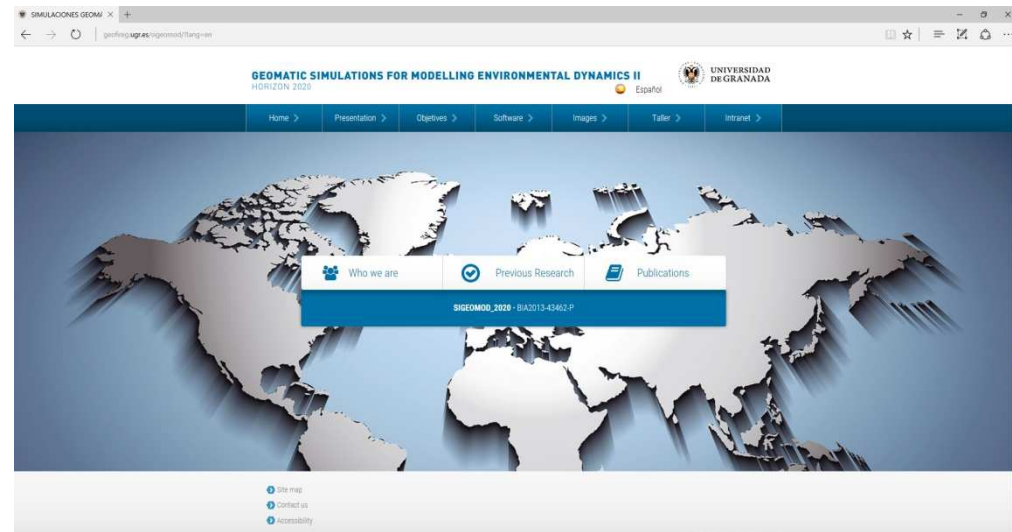 SIMULACIONES GEOMA
geofireg.ugr.es/sigeomod/?lang=en
GEOMATIC SIMULATIONS FOR MODELLING ENVIRONMENTAL DYNAMICS II
HORIZON 2020
Español
UNIVERSIDAD
DE GRANADA
Home
Presentation
Objetives
Software
Images
Taller
Intranet
Who we are
Previous Research
Publications
SIGEOMOD_2020 - BIA2013-43462-P
Site map
Contact us
Accessibility